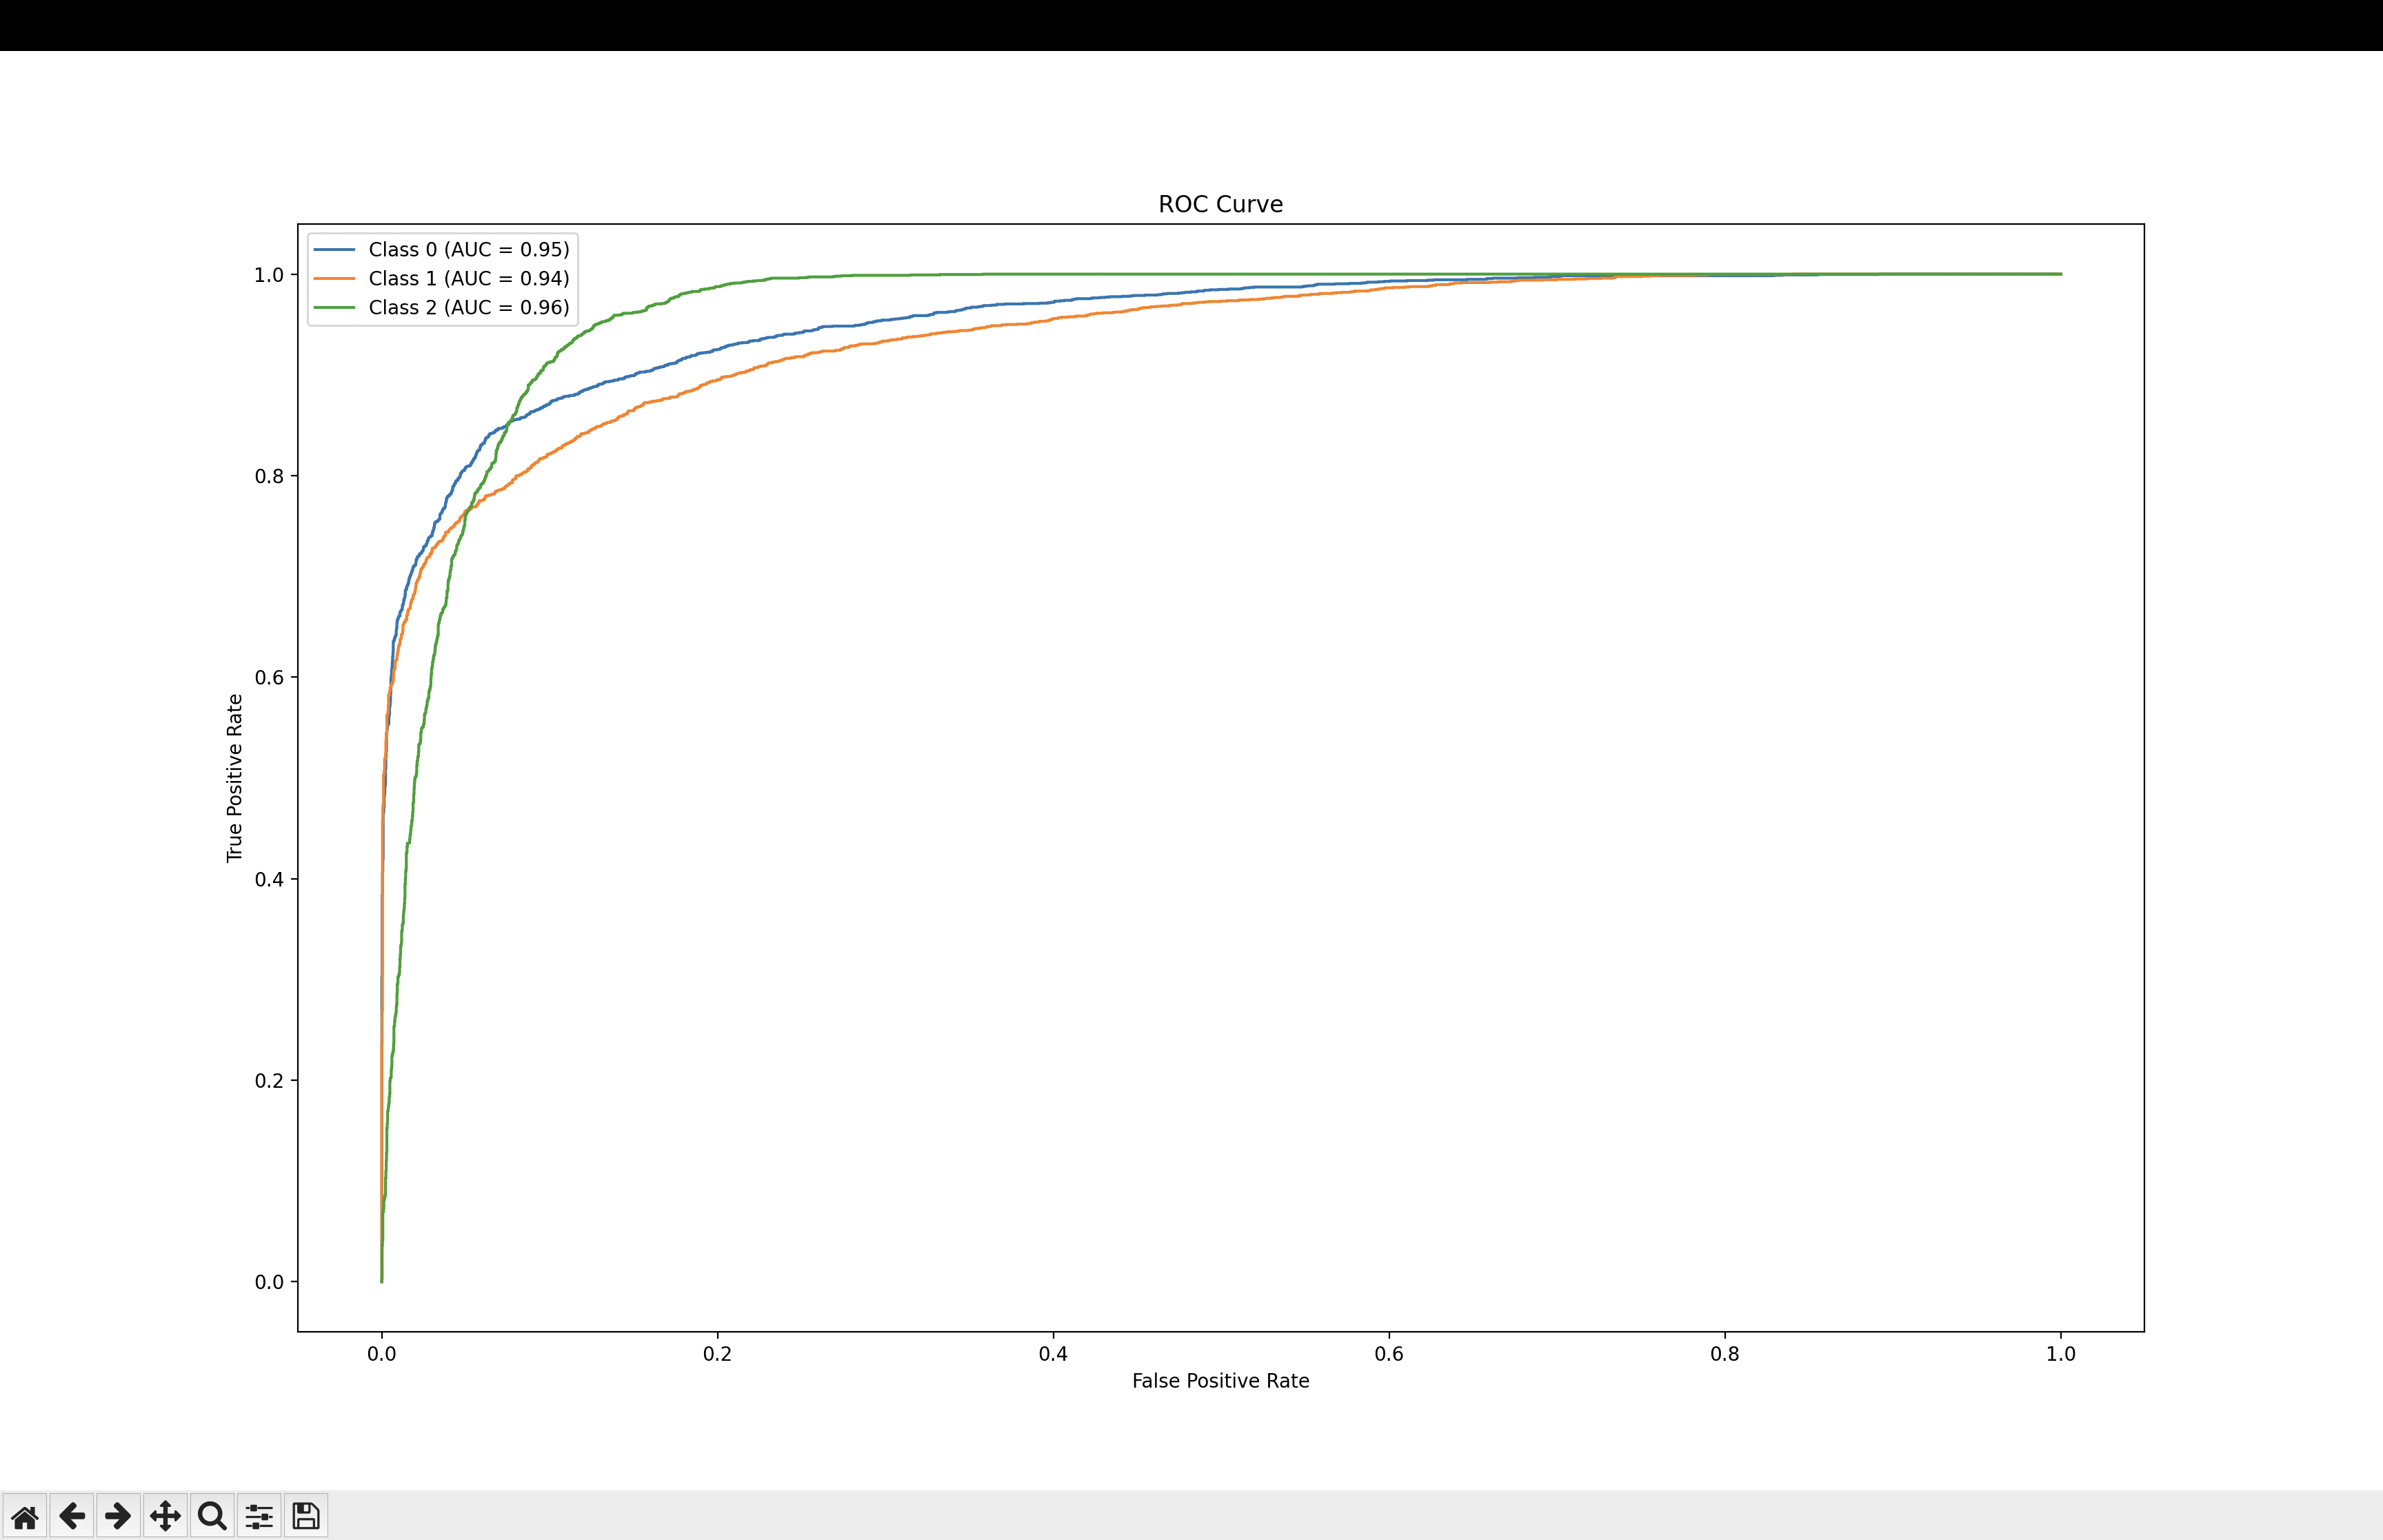 ROC Curve
Class 0 (AUC = 0.95)
Class 1 (AUC = 0.94)
Class 2 (AUC = 0.96)
True Positive Rate
1.0
0.8
0.6
0.4
0.2
0.0
0.0 0.2 0.4 0.6 0.8 1.0
False Positive Rate